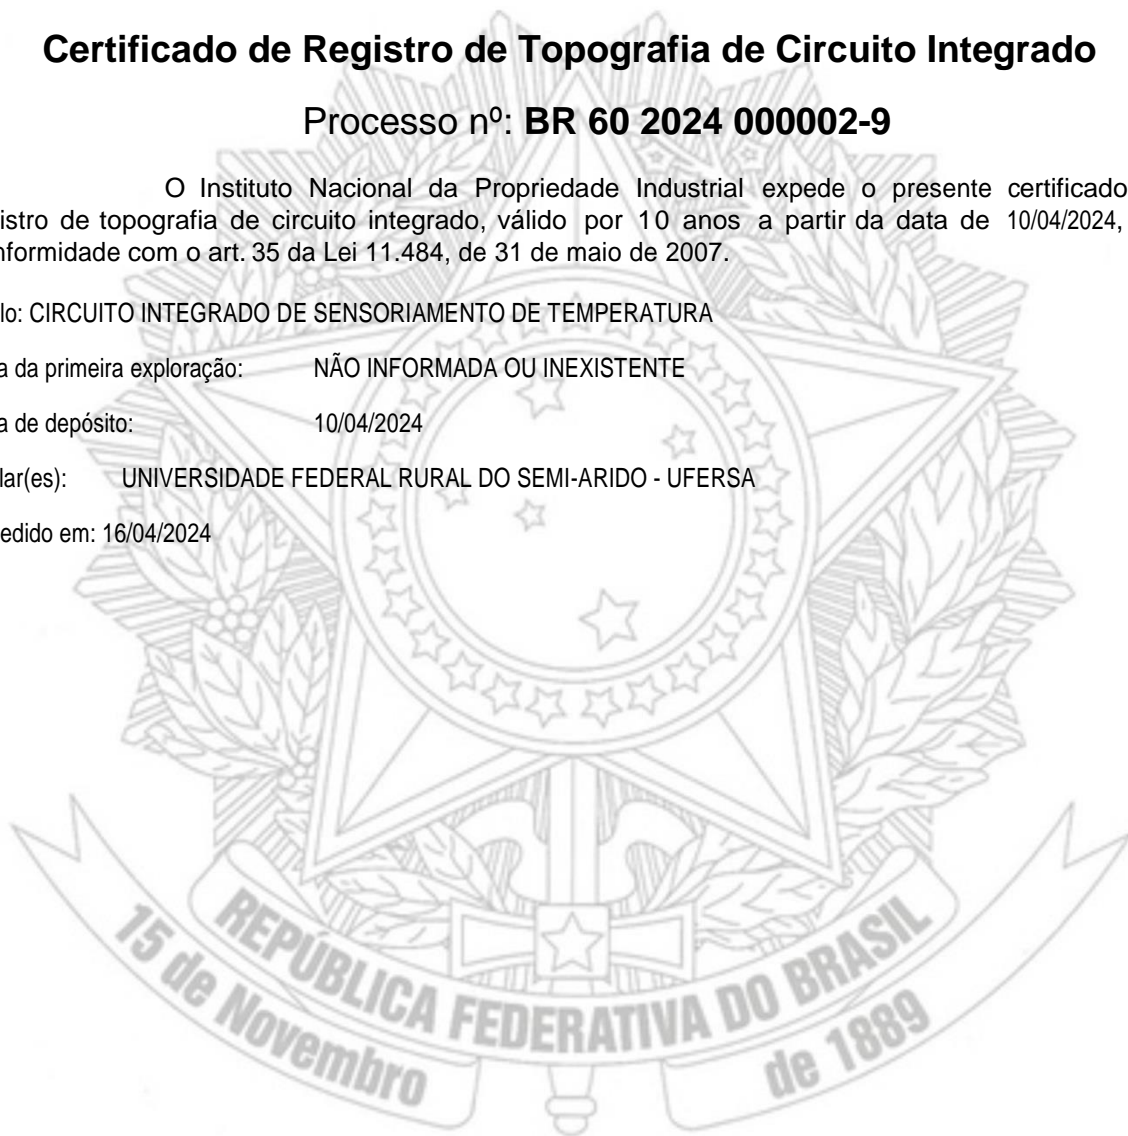 Certificado de Registro de Topografia de Circuito Integrado
Processo nº: BR 60 2024 000002-9
O Instituto Nacional da Propriedade Industrial expede o presente certificado
istro de topografia de circuito integrado, válido por 10 anos a partir da data de 10/04/2024,
nformidade com o art. 35 da Lei 11.484, de 31 de maio de 2007.
lo: CIRCUITO INTEGRADO DE SENSORIAMENTO DE TEMPERATURA
a da primeira exploração: NÃO INFORMADA OU INEXISTENTE
a de depósito: 10/04/2024
lar(es): UNIVERSIDADE FEDERAL RURAL DO SEMI-ARIDO - UFERSA
edido em: 16/04/2024
REPÚBLICA FEDERATIVA DO BRASIL
15 de Novembro de 1889